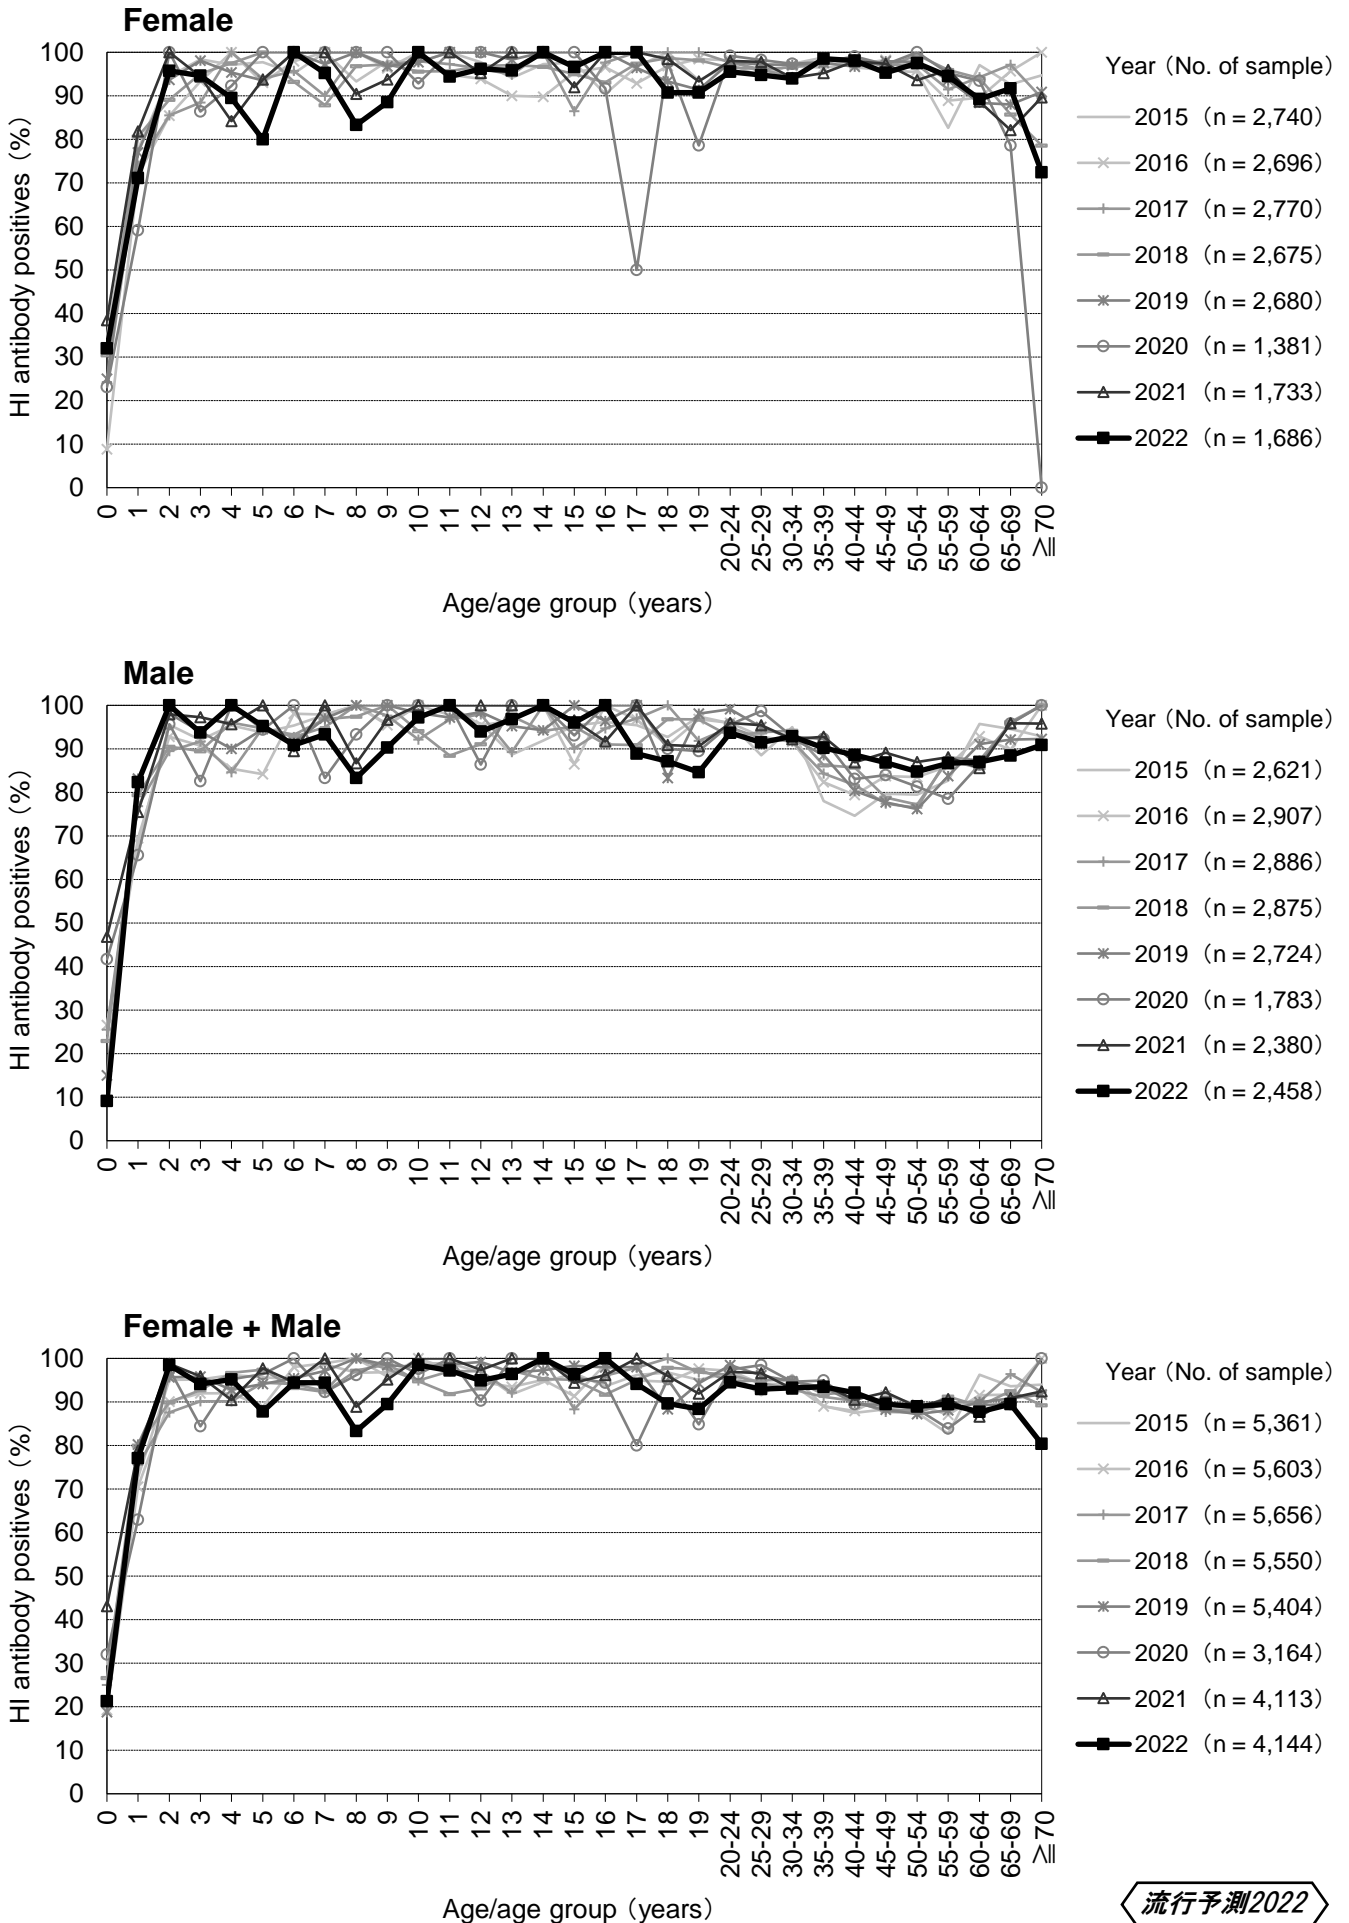 Female
HI antibody positives (%)
100
90
80
70
60
50
40
30
20
10
0
0 1 2 3 4 5 6 7 8 9 10 11 12 13 14 15 16 17 18 19 20-24 25-29 30-34 35-39 40-44 45-49 50-54 55-59 60-64 65-69 ≧70
Age/age group (years)
Year (No. of sample)
2015 (n = 2,740)
2016 (n = 2,696)
2017 (n = 2,770)
2018 (n = 2,675)
2019 (n = 2,680)
2020 (n = 1,381)
2021 (n = 1,733)
2022 (n = 1,686)
Male
HI antibody positives (%)
100
90
80
70
60
50
40
30
20
10
0
0 1 2 3 4 5 6 7 8 9 10 11 12 13 14 15 16 17 18 19 20-24 25-29 30-34 35-39 40-44 45-49 50-54 55-59 60-64 65-69 ≧70
Age/age group (years)
Year (No. of sample)
2015 (n = 2,621)
2016 (n = 2,907)
2017 (n = 2,886)
2018 (n = 2,875)
2019 (n = 2,724)
2020 (n = 1,783)
2021 (n = 2,380)
2022 (n = 2,458)
Female + Male
HI antibody positives (%)
100
90
80
70
60
50
40
30
20
10
0
0 1 2 3 4 5 6 7 8 9 10 11 12 13 14 15 16 17 18 19 20-24 25-29 30-34 35-39 40-44 45-49 50-54 55-59 60-64 65-69 ≧70
Age/age group (years)
Year (No. of sample)
2015 (n = 5,361)
2016 (n = 5,603)
2017 (n = 5,656)
2018 (n = 5,550)
2019 (n = 5,404)
2020 (n = 3,164)
2021 (n = 4,113)
2022 (n = 4,144)
流行予測2022